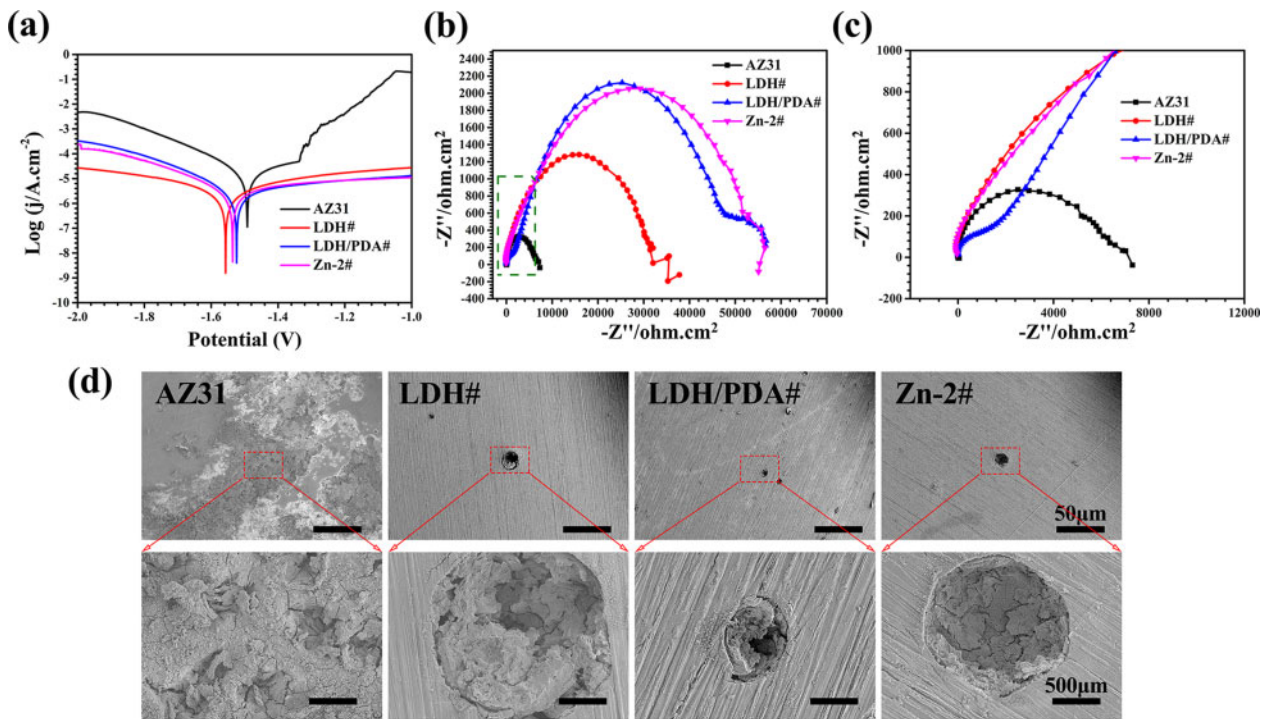 (a)
0
-1
-2
-3
-4
-5
-6
-7
-8
-9
-10
Log (j/A.cm-2)
AZ31
LDH#
LDH/PDA#
Zn-2#
-2.0 -1.8 -1.6 -1.4 -1.2 -1.0
Potential (V)
(b)
2400
2200
2000
1800
1600
1400
1200
1000
800
600
400
200
0
-200
-400
-Z''/ohm.cm²
AZ31
LDH#
LDH/PDA#
Zn-2#
0 10000 20000 30000 40000 50000 60000 70000
-Z''/ohm.cm²
(c)
1000
800
600
400
200
0
-200
-Z''/ohm.cm²
AZ31
LDH#
LDH/PDA#
Zn-2#
0 4000 8000 12000
-Z''/ohm.cm²
(d)
AZ31 LDH# LDH/PDA# Zn-2#
50μm
500μm